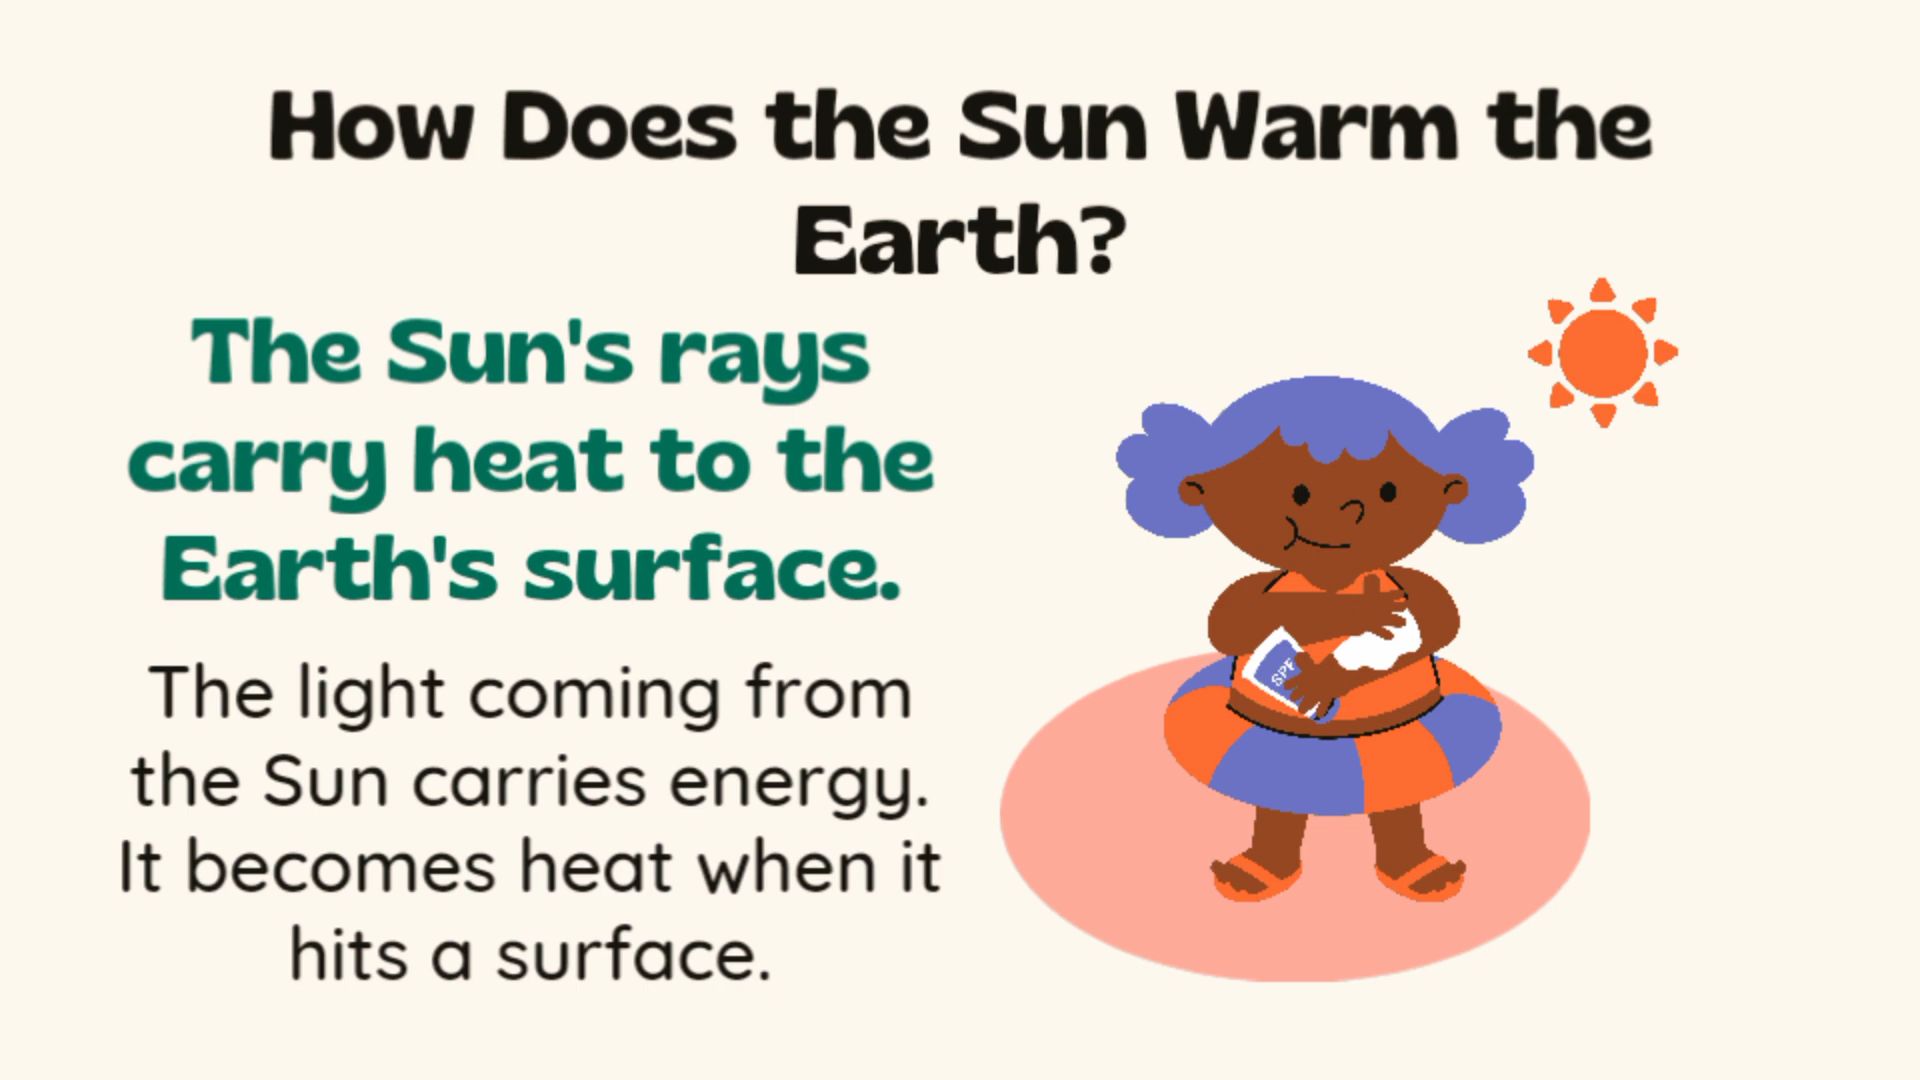 How Does the Sun Warm the
Earth?
The Sun's rays
carry heat to the
Earth's surface.
The light coming from
the Sun carries energy.
It becomes heat when it
hits a surface.
SPF